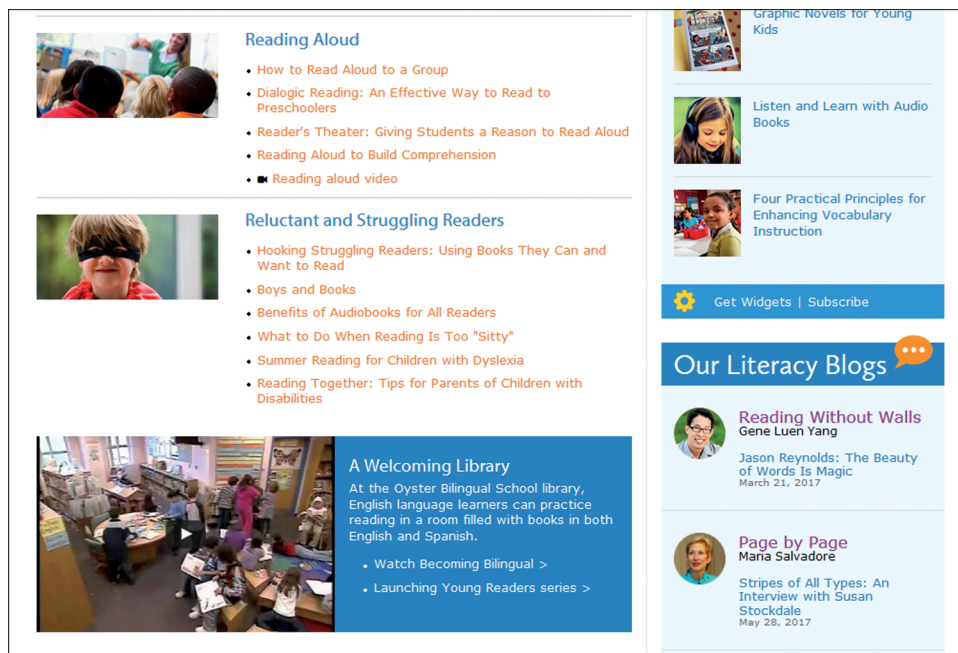 Reading Aloud
How to Read Aloud to a Group
Dialogic Reading: An Effective Way to Read to
Preschoolers
Reader's Theater: Giving Students a Reason to Read Aloud
Reading Aloud to Build Comprehension
Reading aloud video
Reluctant and Struggling Readers
Hooking Struggling Readers: Using Books They Can and
Want to Read
Boys and Books
Benefits of Audiobooks for All Readers
What to Do When Reading Is Too "Sitty"
Summer Reading for Children with Dyslexia
Reading Together: Tips for Parents of Children with
Disabilities
A Welcoming Library
At the Oyster Bilingual School library,
English language learners can practice
reading in a room filled with books in both
English and Spanish.
Watch Becoming Bilingual >
Launching Young Readers series >
Graphic Novels for Young
Kids
Listen and Learn with Audio
Books
Four Practical Principles for
Enhancing Vocabulary
Instruction
Get Widgets | Subscribe
Our Literacy Blogs
Reading Without Walls
Gene Luen Yang
Jason Reynolds: The Beauty
of Words Is Magic
March 21, 2017
Page by Page
Maria Salvadore
Stripes of All Types: An
Interview with Susan
Stockdale
May 28, 2017